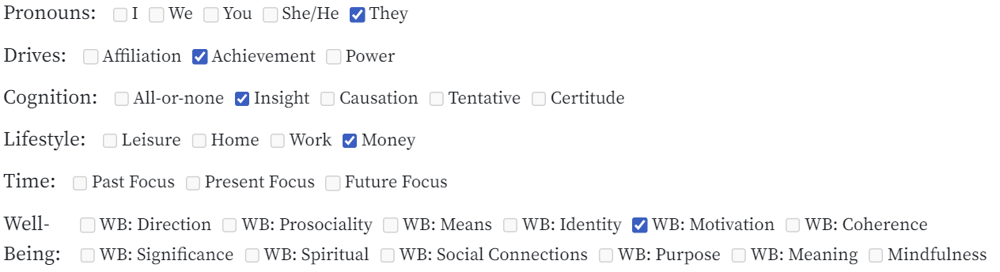 Pronouns: I We You She/He They
Drives: Affiliation Achievement Power
Cognition: All-or-none Insight Causation Tentative Certitude
Lifestyle: Leisure Home Work Money
Time: Past Focus Present Focus Future Focus
Well- WB: Direction WB: Prosociality WB: Means WB: Identity WB: Motivation WB: Coherence
Being: WB: Significance WB: Spiritual WB: Social Connections WB: Purpose WB: Meaning Mindfulness